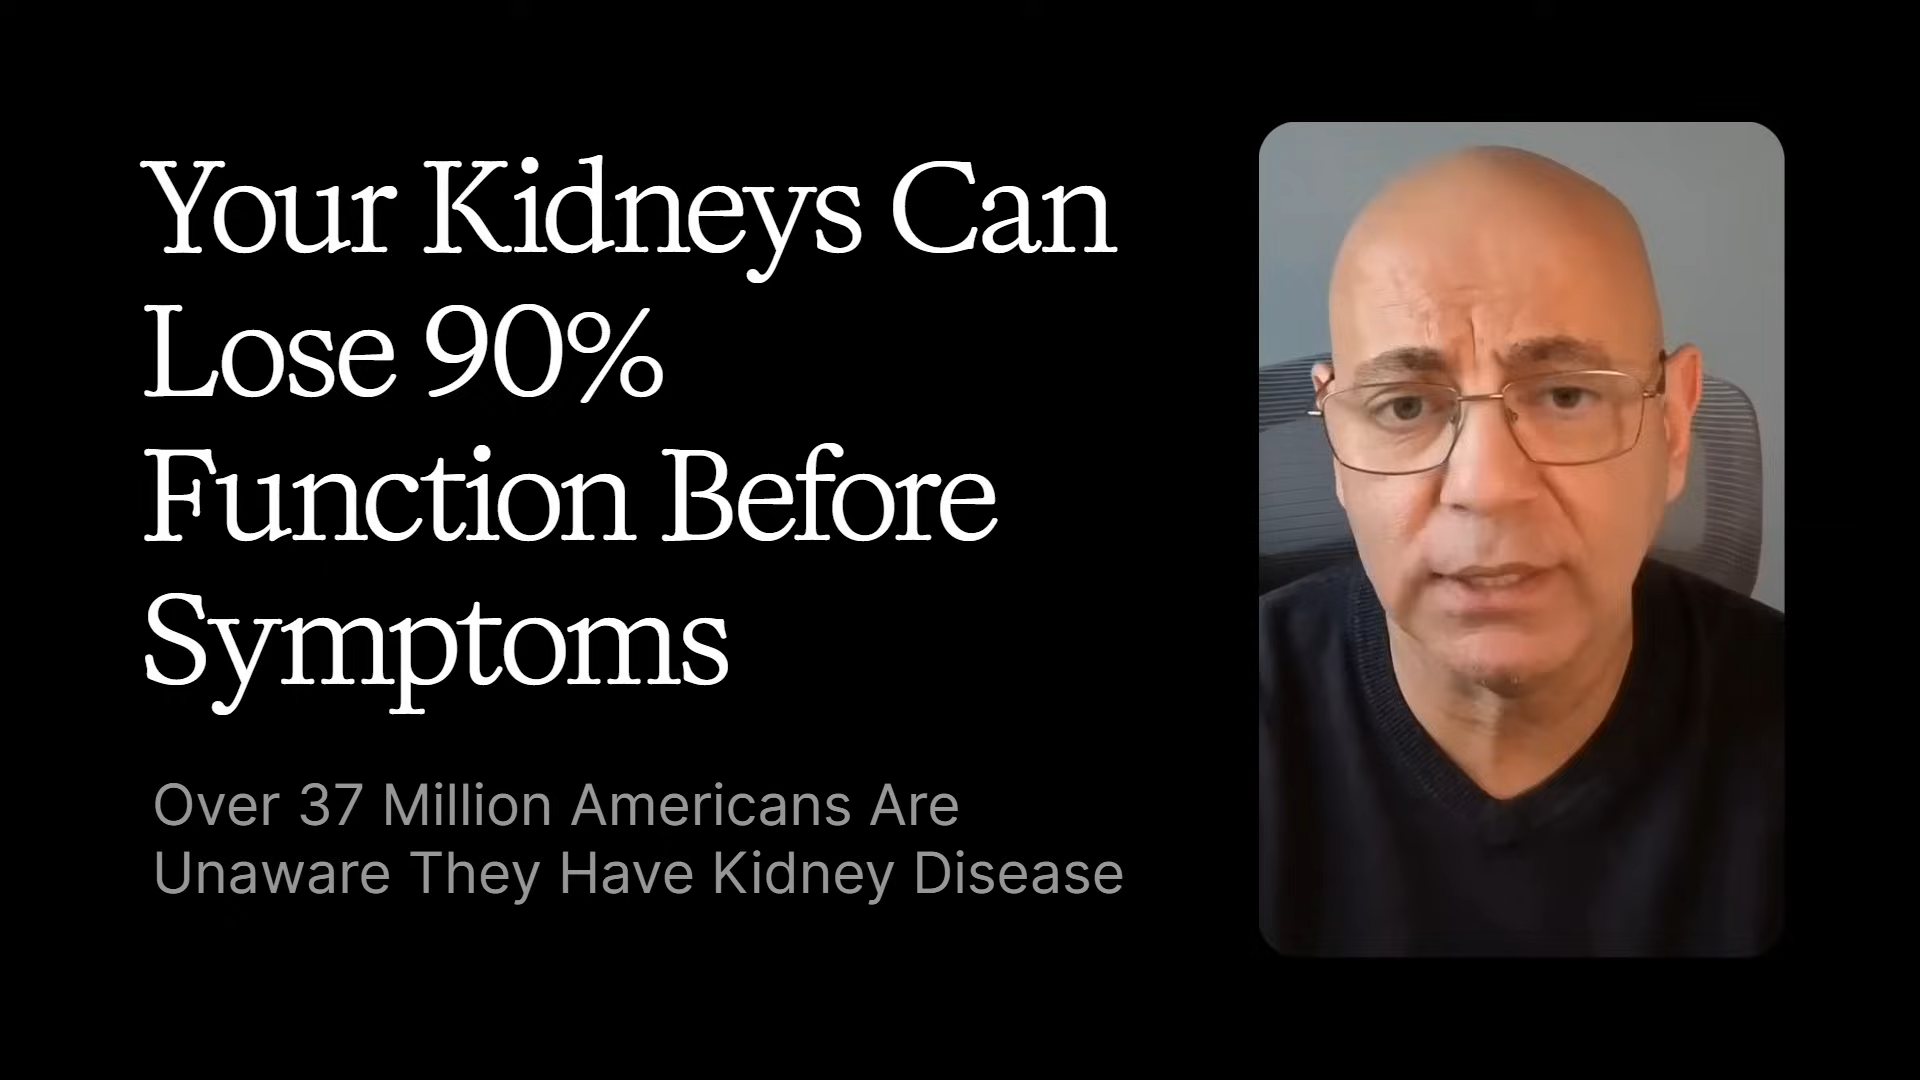 Your Kidneys Can
Lose 90%
Function Before
Symptoms
Over 37 Million Americans Are
Unaware They Have Kidney Disease